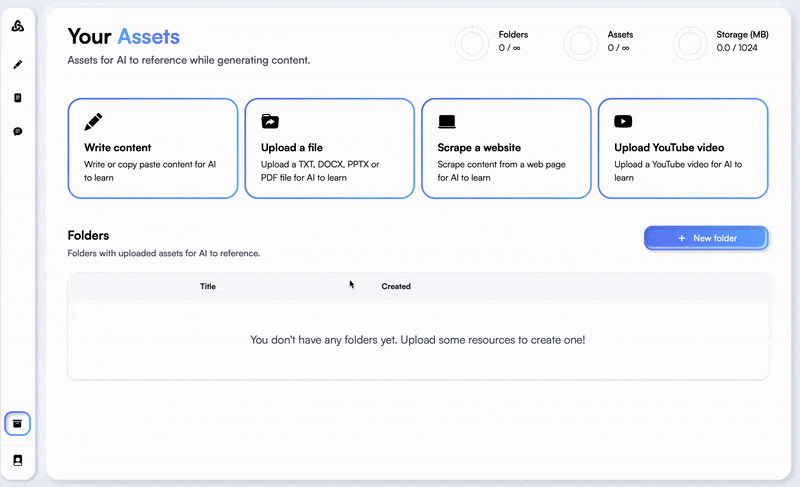 Your Assets
Assets for AI to reference while generating content.
Folders
0 / ∞
Assets
0 / ∞
Storage (MB)
0.0 / 1024
Write content
Write or copy paste content for AI
to learn
Upload a file
Upload a TXT, DOCX, PPTX or
PDF file for AI to learn
Scrape a website
Scrape content from a web page
for AI to learn
Upload YouTube video
Upload a YouTube video for AI to
learn
Folders
Folders with uploaded assets for AI to reference.
+ New folder
Title Created
You don't have any folders yet. Upload some resources to create one!